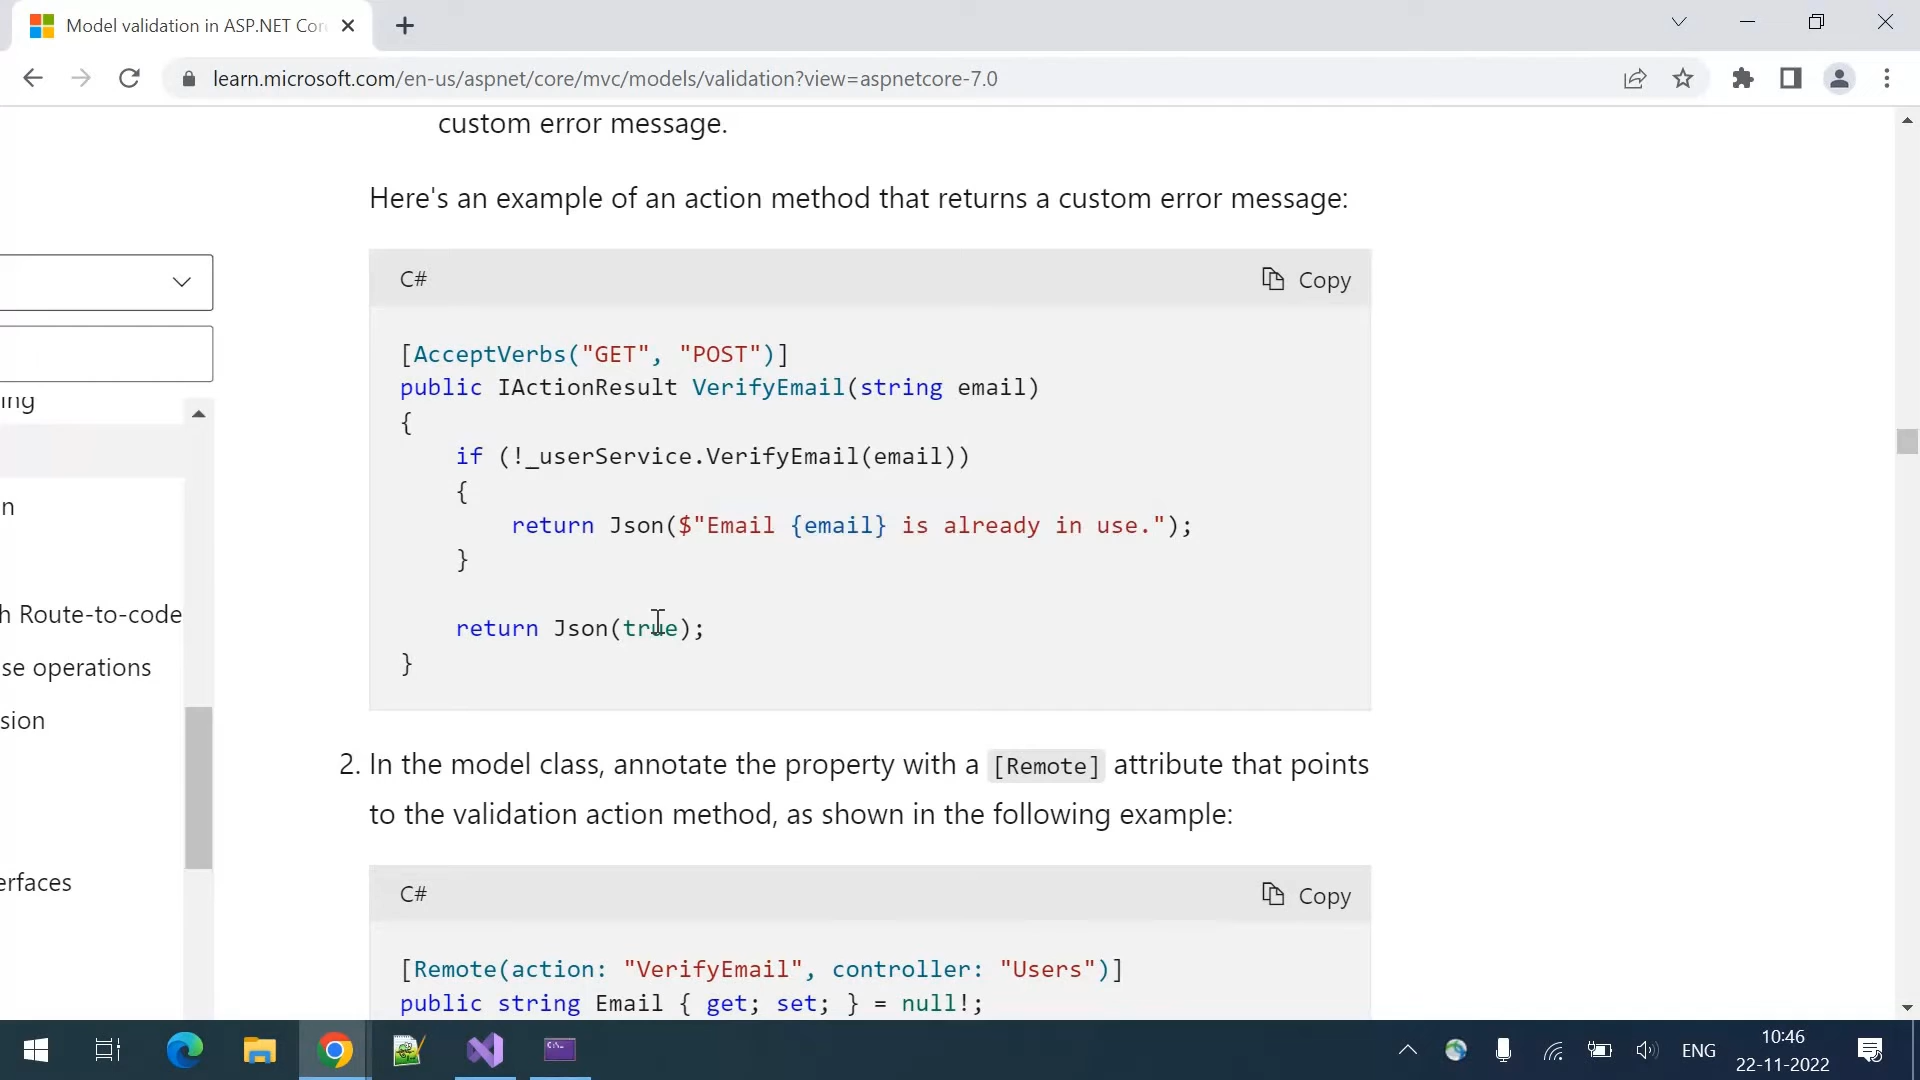 Model validation in ASP.NET Cor
learn.microsoft.com/en-us/aspnet/core/mvc/models/validation?view=aspnetcore-7.0
custom error message.
Here's an example of an action method that returns a custom error message:
C#
Copy
[AcceptVerbs("GET", "POST")]
public IActionResult VerifyEmail(string email)
{
if (!_userService.VerifyEmail(email))
{
return Json($"Email {email} is already in use.");
}
return Json(true);
}
2. In the model class, annotate the property with a [Remote] attribute that points
to the validation action method, as shown in the following example:
C#
Copy
[Remote(action: "VerifyEmail", controller: "Users")]
public string Email { get; set; } = null!;
ing
n
h Route-to-code
se operations
sion
erfaces
ENG
10:46
22-11-2022